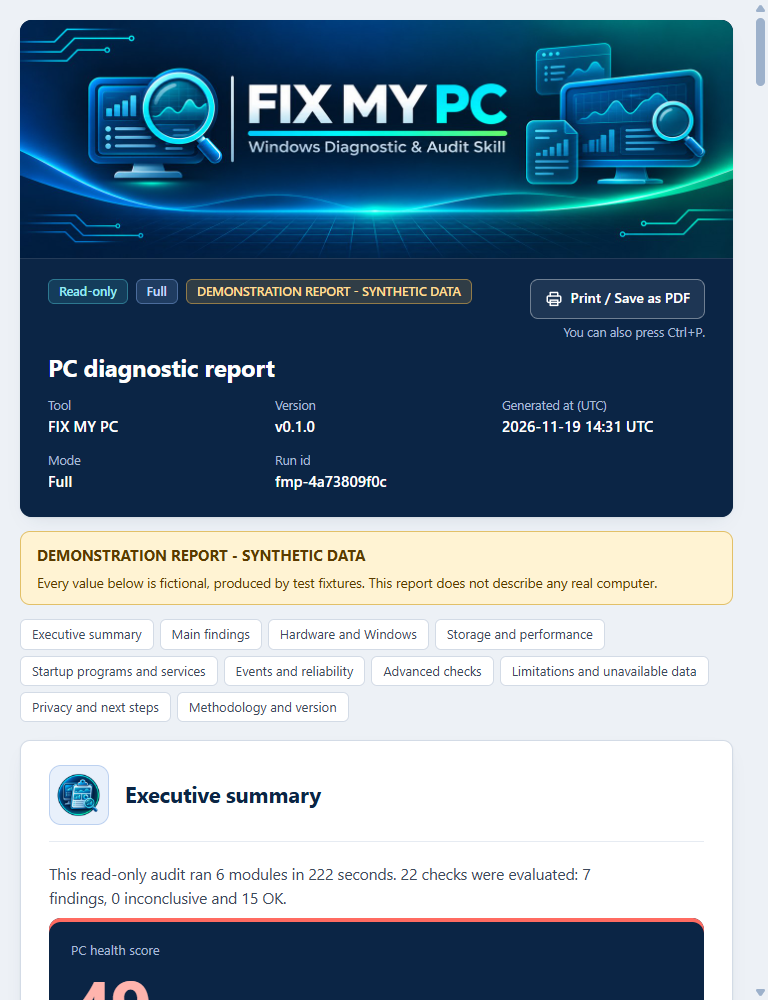 FIX MY PC
Windows Diagnostic & Audit Skill
Read-only
Full
DEMONSTRATION REPORT - SYNTHETIC DATA
Print / Save as PDF
You can also press Ctrl+P.
PC diagnostic report
Tool
FIX MY PC
Version
v0.1.0
Generated at (UTC)
2026-11-19 14:31 UTC
Mode
Full
Run id
fmp-4a73809f0c
DEMONSTRATION REPORT - SYNTHETIC DATA
Every value below is fictional, produced by test fixtures. This report does not describe any real computer.
Executive summary
Main findings
Hardware and Windows
Storage and performance
Startup programs and services
Events and reliability
Advanced checks
Limitations and unavailable data
Privacy and next steps
Methodology and version
Executive summary
This read-only audit ran 6 modules in 222 seconds. 22 checks were evaluated: 7
findings, 0 inconclusive and 15 OK.
PC health score